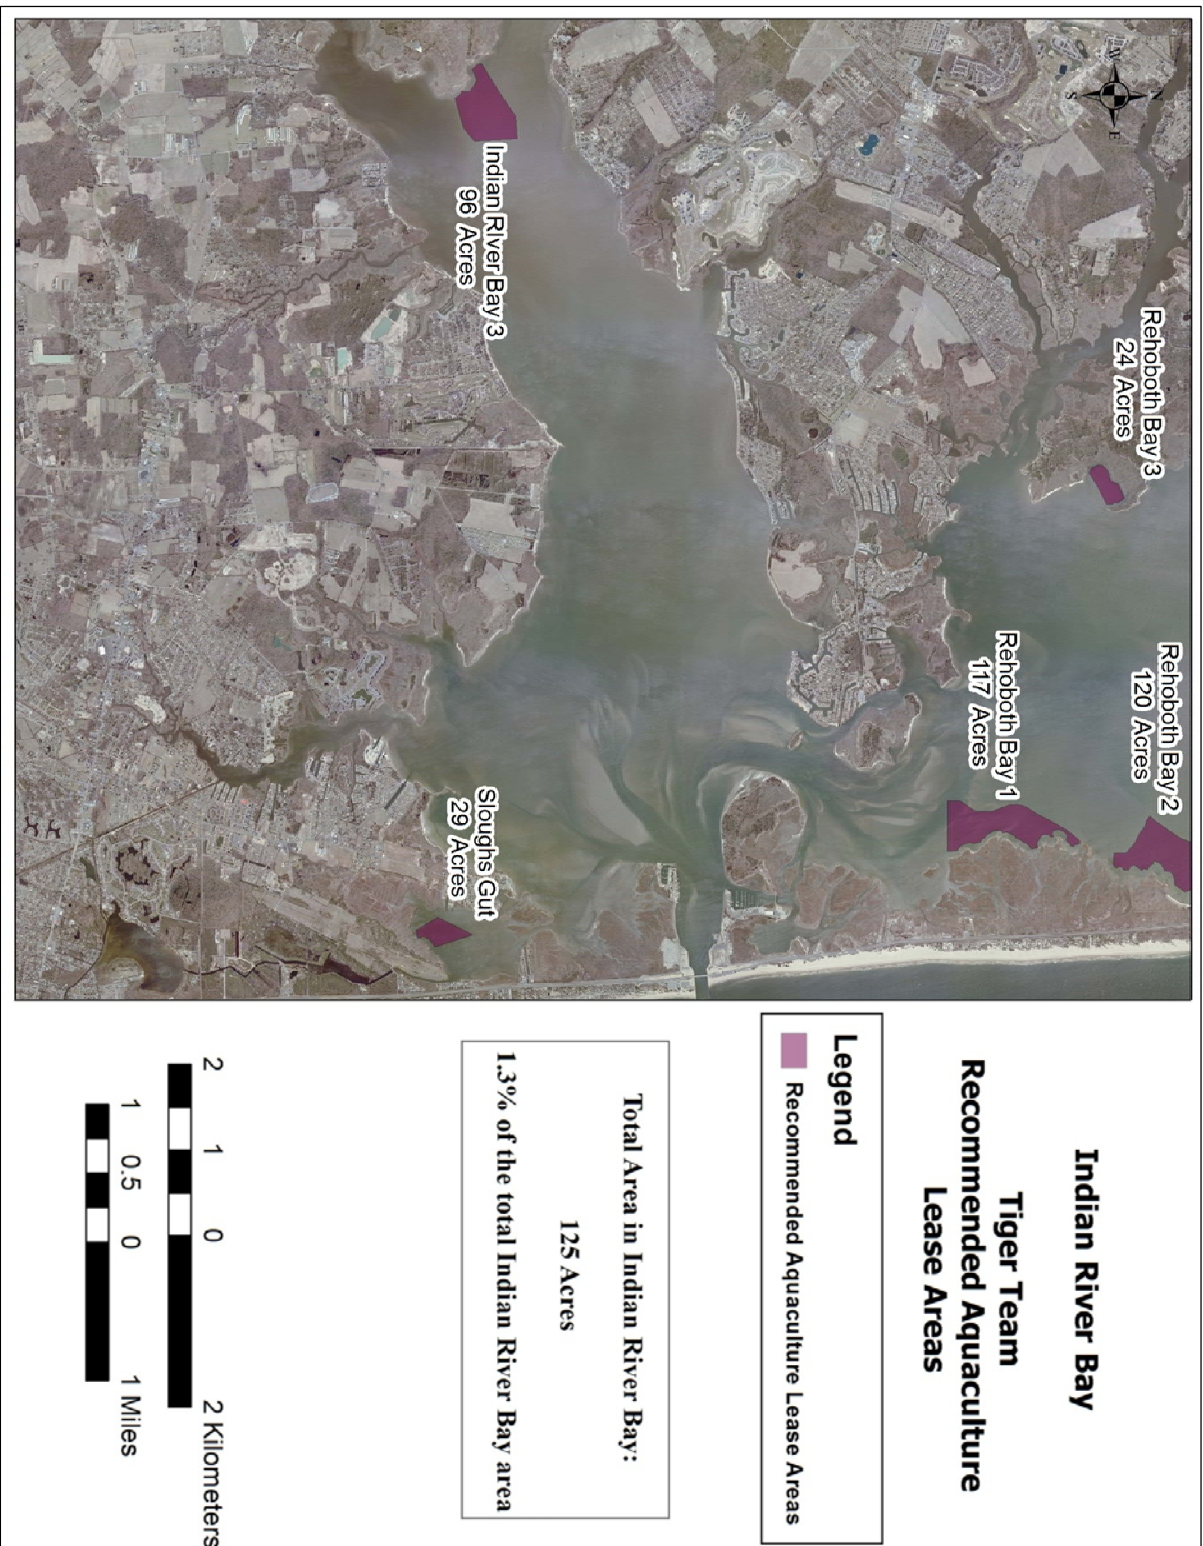 Indian River Bay
Tiger Team
Recommended Aquaculture
Lease Areas
Legend
Recommended Aquaculture Lease Areas
Total Area in Indian River Bay:
125 Acres
1.3% of the total Indian River Bay area
2 1 0 2 Kilometers
1 0.5 0 1 Miles
N
W
E
S
Rehoboth Bay 3
24 Acres
Rehoboth Bay 2
120 Acres
Rehoboth Bay 1
117 Acres
Indian River Bay 3
96 Acres
Sloughs Gut
29 Acres